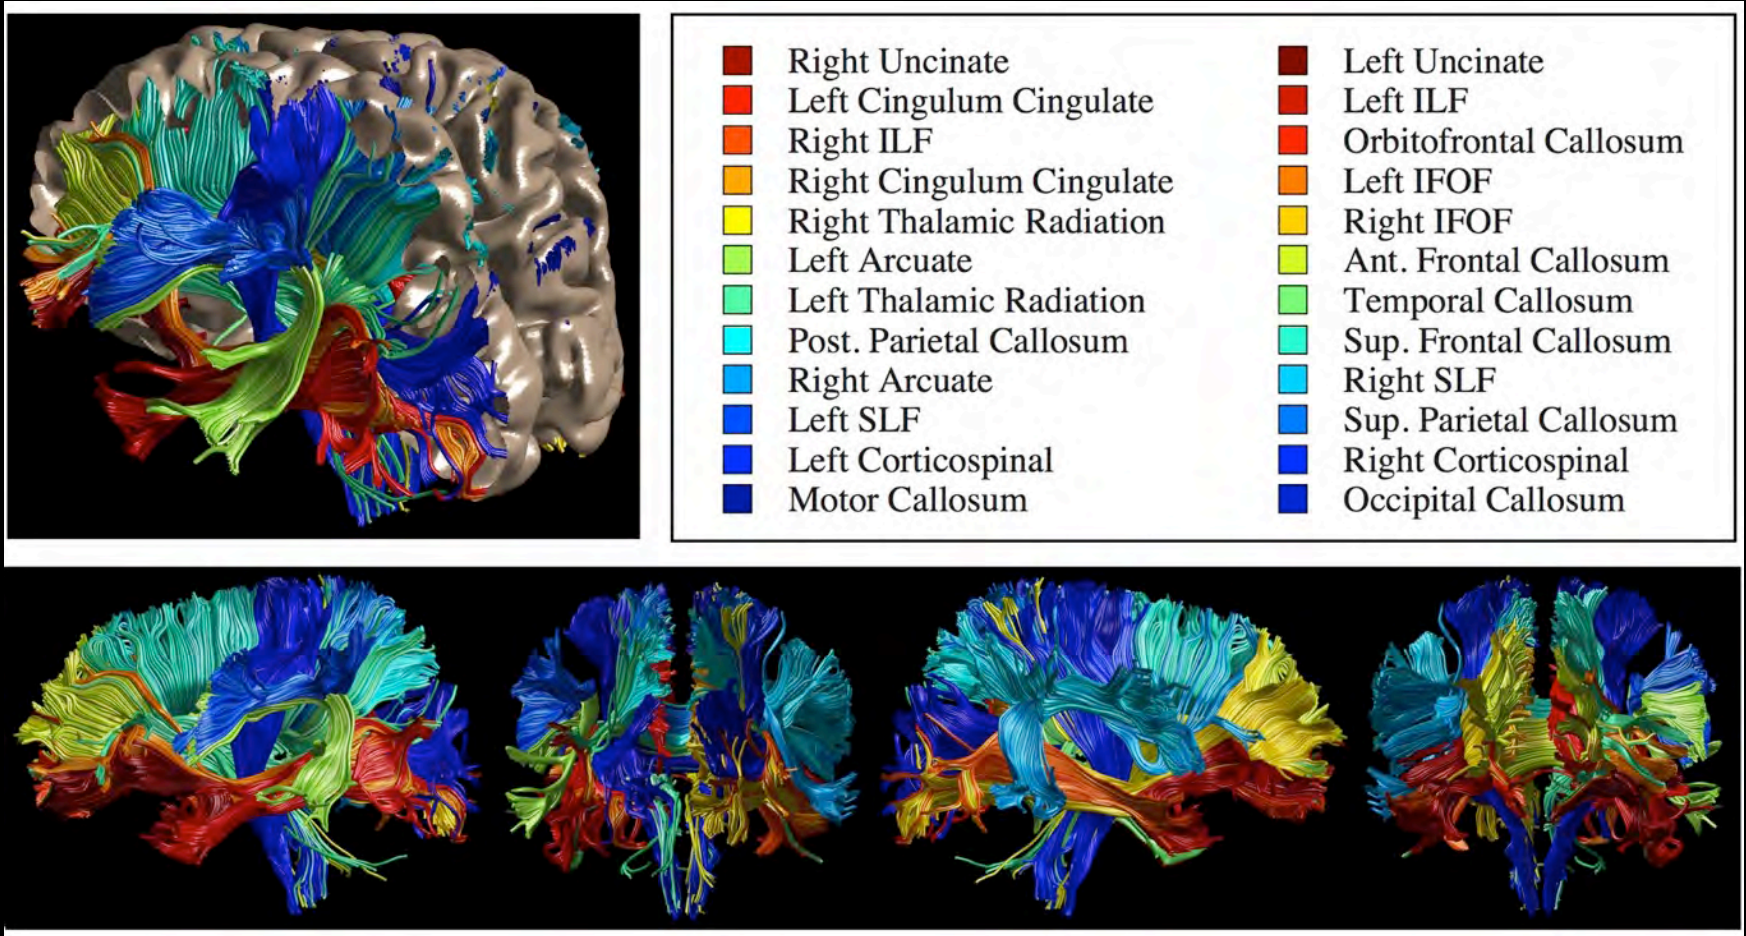 Right Uncinate
Left Cingulum Cingulate
Right ILF
Right Cingulum Cingulate
Right Thalamic Radiation
Left Arcuate
Left Thalamic Radiation
Post. Parietal Callosum
Right Arcuate
Left SLF
Left Corticospinal
Motor Callosum
Left Uncinate
Left ILF
Orbitofrontal Callosum
Left IFOF
Right IFOF
Ant. Frontal Callosum
Temporal Callosum
Sup. Frontal Callosum
Right SLF
Sup. Parietal Callosum
Right Corticospinal
Occipital Callosum